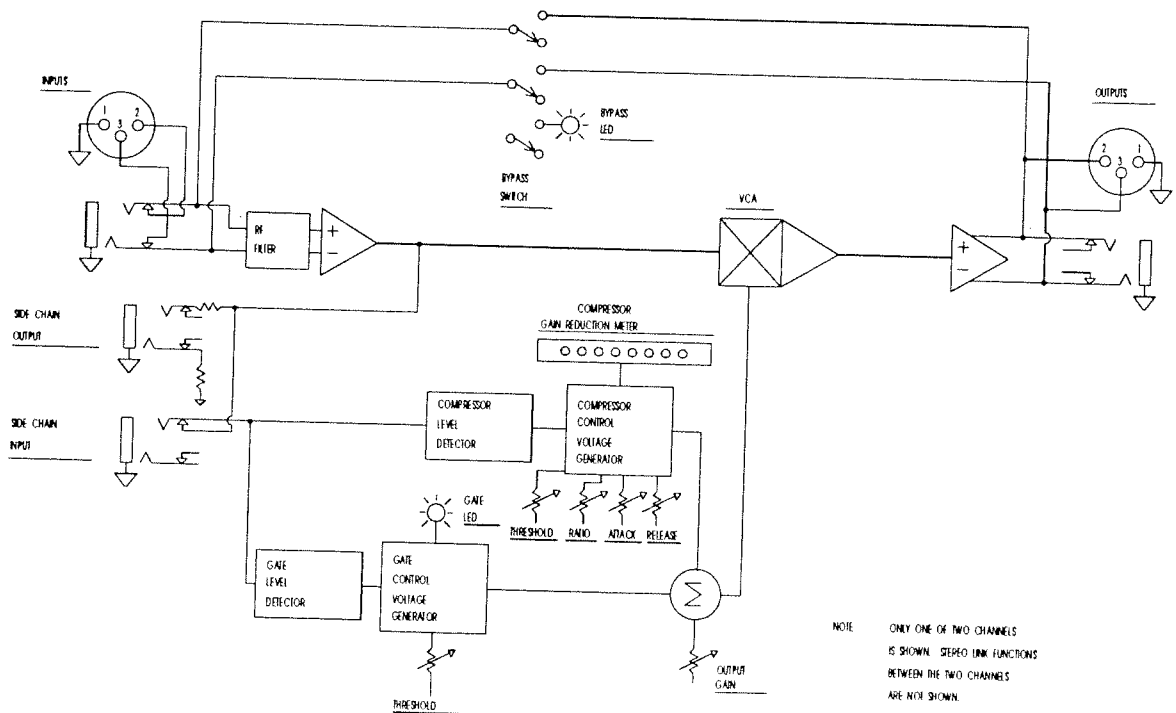 INPUTS
1
2
3
BYPASS
LED
BYPASS
SWITCH
OUTPUTS
2
3
1
VCA
RF
FILTER
+
−
+
−
SIDE CHAIN
OUTPUT
COMPRESSOR
GAIN REDUCTION METER
SIDE CHAIN
INPUT
COMPRESSOR
LEVEL
DETECTOR
COMPRESSOR
CONTROL
VOLTAGE
GENERATOR
GATE
LED
THRESHOLD
RATIO
ATTACK
RELEASE
GATE
LEVEL
DETECTOR
GATE
CONTROL
VOLTAGE
GENERATOR
Σ
THRESHOLD
OUTPUT
GAIN
NOTE ONLY ONE OF TWO CHANNELS
IS SHOWN. STEREO LINK FUNCTIONS
BETWEEN THE TWO CHANNELS
ARE NOT SHOWN.